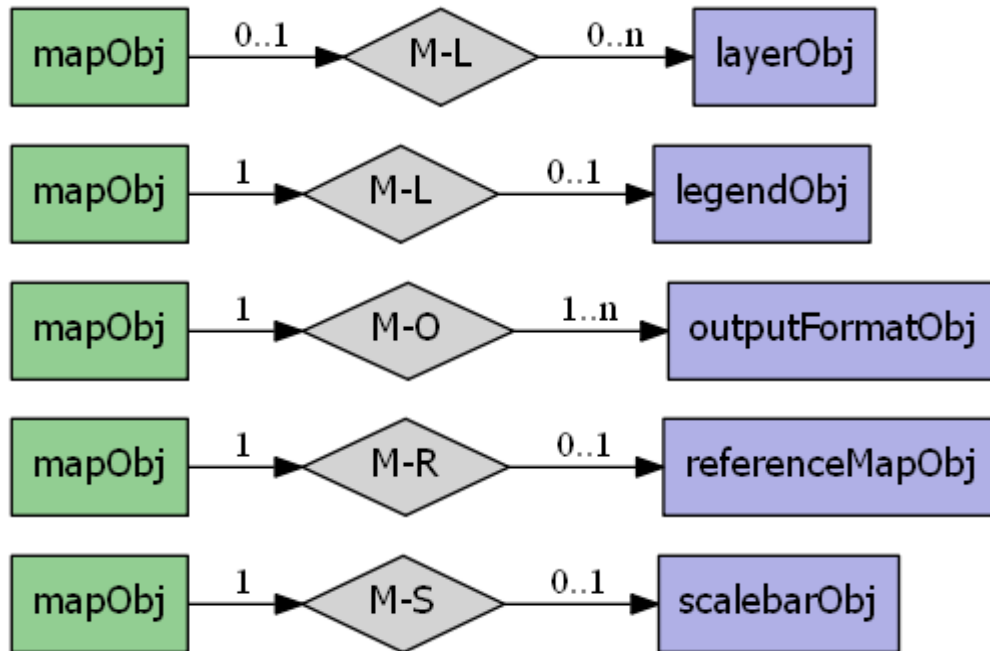 mapObj 0..1 M-L 0..n layerObj
mapObj 1 M-L 0..1 legendObj
mapObj 1 M-O 1..n outputFormatObj
mapObj 1 M-R 0..1 referenceMapObj
mapObj 1 M-S 0..1 scalebarObj